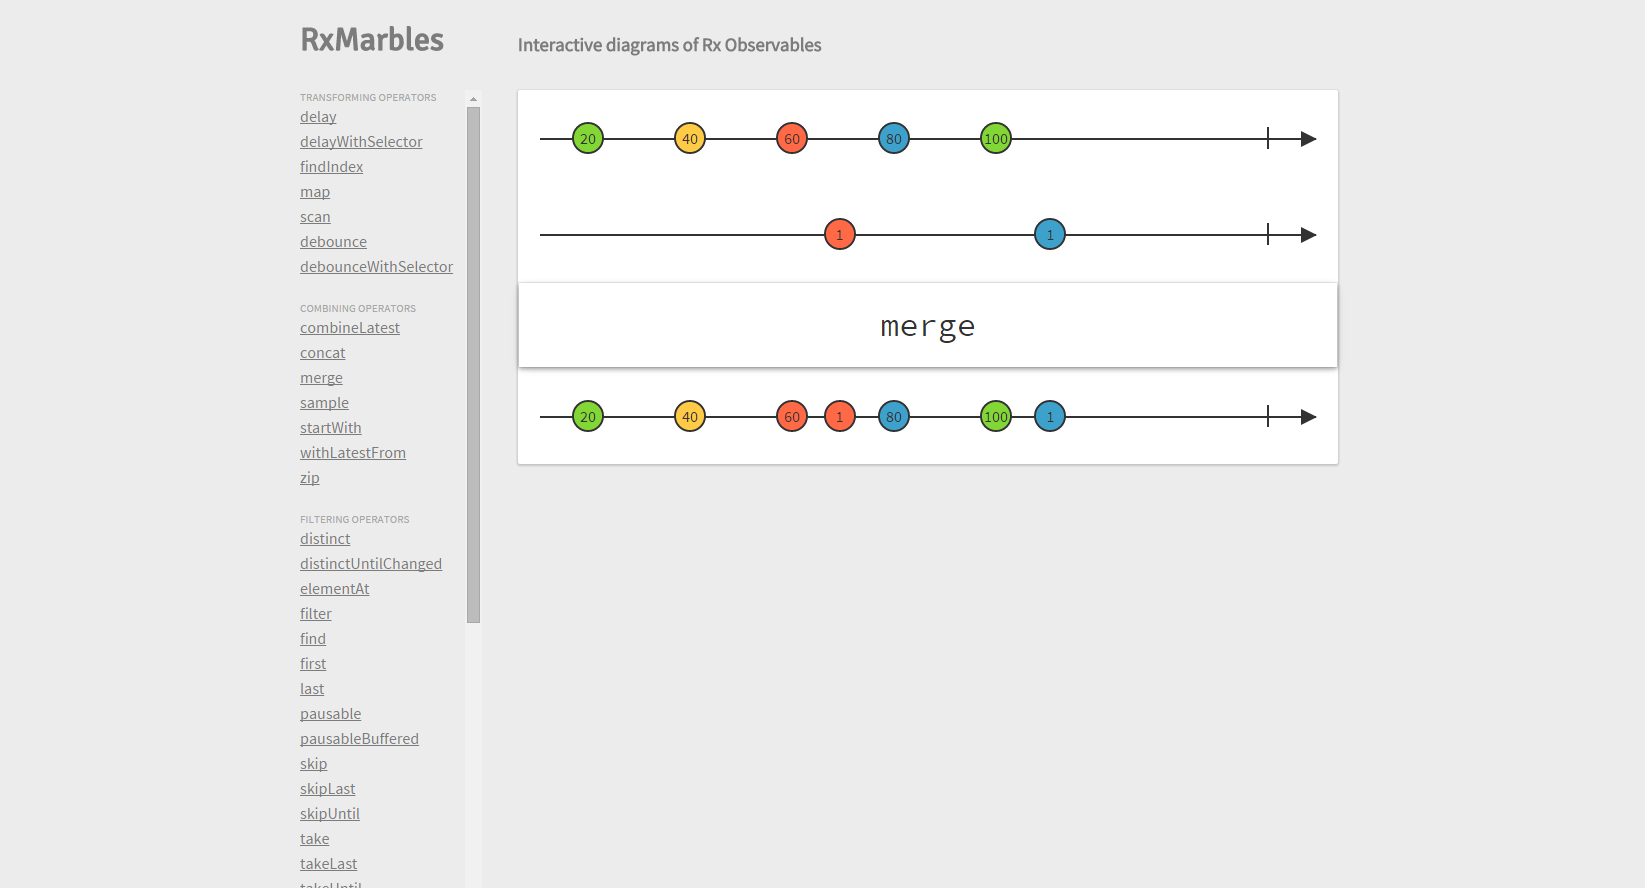 RxMarbles
Interactive diagrams of Rx Observables
TRANSFORMING OPERATORS
delay
delayWithSelector
findIndex
map
scan
debounce
debounceWithSelector
COMBINING OPERATORS
combineLatest
concat
merge
sample
startWith
withLatestFrom
zip
FILTERING OPERATORS
distinct
distinctUntilChanged
elementAt
filter
find
first
last
pausable
pausableBuffered
skip
skipLast
skipUntil
take
takeLast
takeUntil
20 40 60 80 100
1 1
merge
20 40 60 1 80 100 1